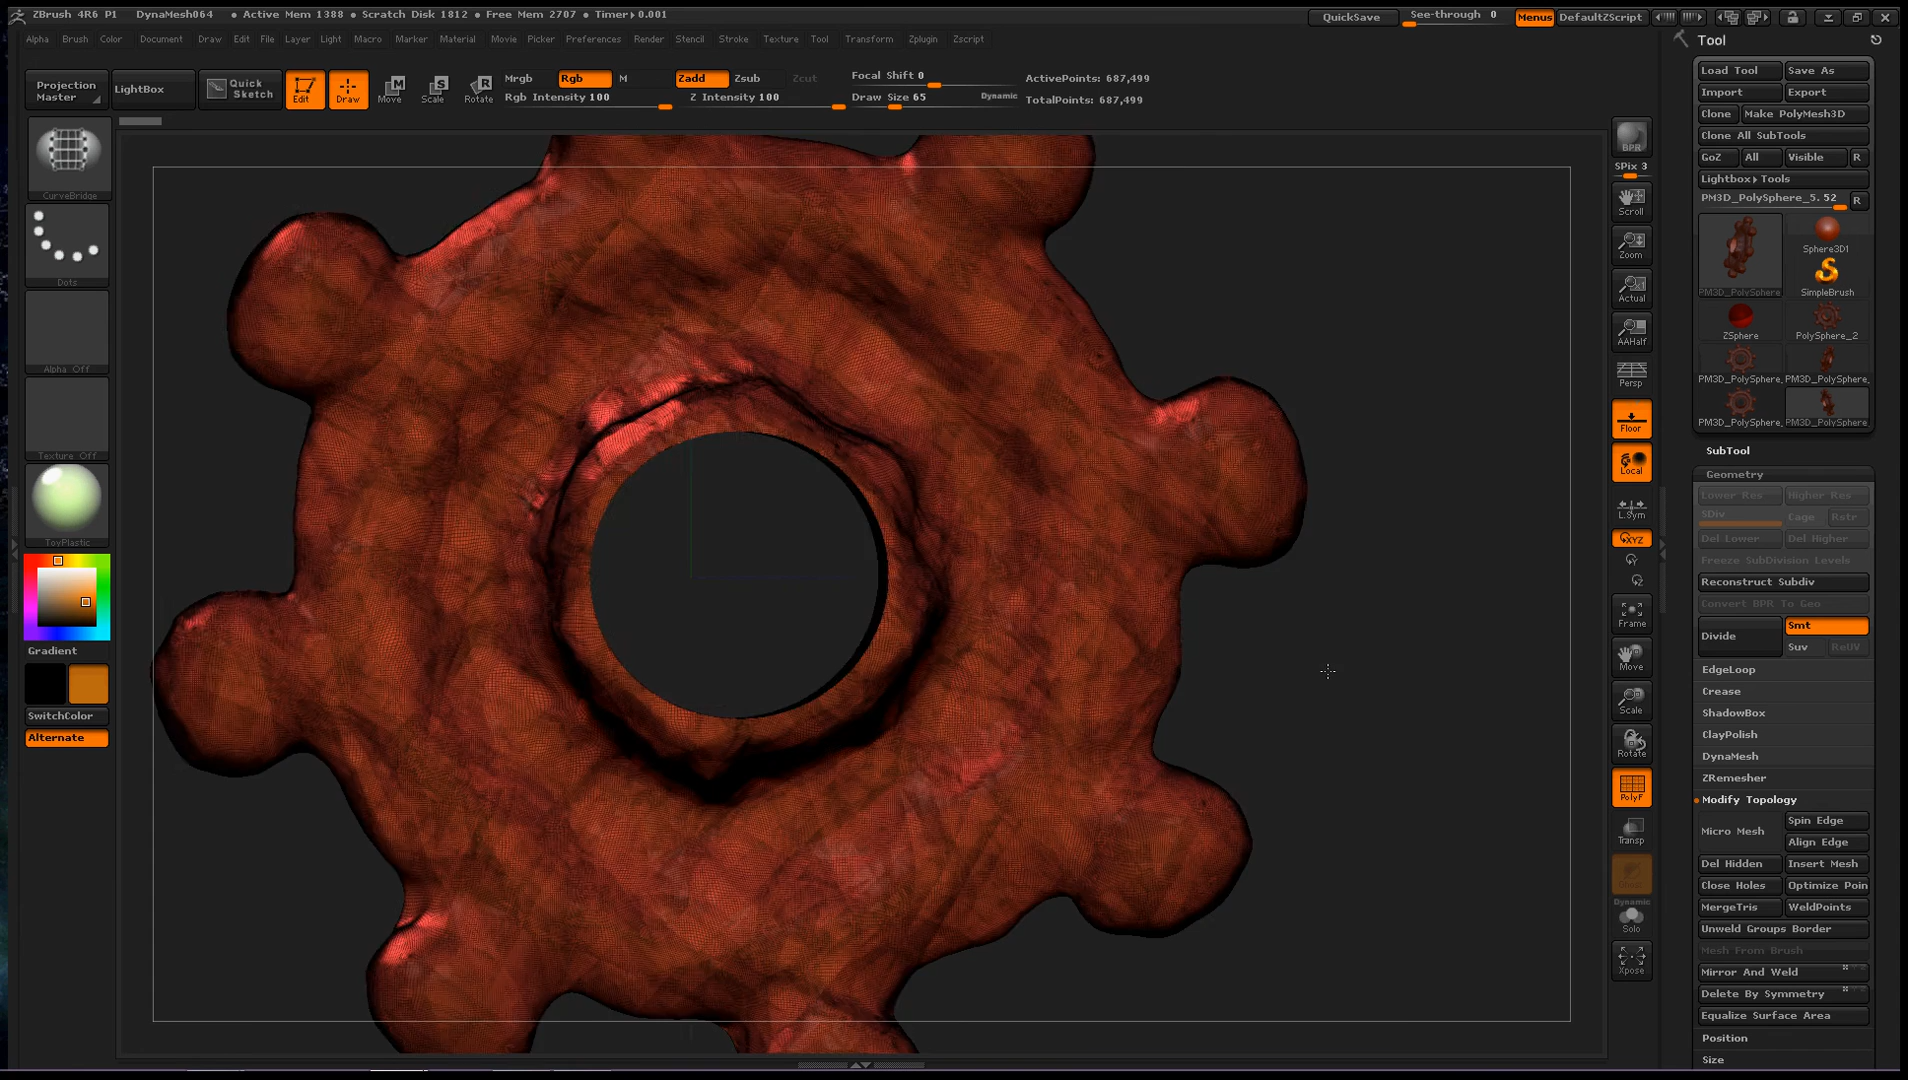 ZBrush 4R6 P1 DynaMesh064 • Active Mem 1388 • Scratch Disk 1812 • Free Mem 2707 • Timer▸0.001 QuickSave See-through 0 Menus DefaultZScript
Alpha Brush Color Document Draw Edit File Layer Light Macro Marker Material Movie Picker Preferences Render Stencil Stroke Texture Tool Transform Zplugin Zscript
Projection Master
LightBox
Quick Sketch
Edit
Draw
Move
Scale
Rotate
Mrgb Rgb M Zadd Zsub Zcut
Rgb Intensity 100 Z Intensity 100
Focal Shift 0
Draw Size 65 Dynamic
ActivePoints: 687,499
TotalPoints: 687,499
CurveBridge
Dots
Alpha Off
Texture Off
ToyPlastic
Gradient
SwitchColor
Alternate
BPR
SPix 3
Scroll
Zoom
Actual
AAHalf
Persp
Floor
Local
L.Sym
XYZ
Frame
Move
Scale
Rotate
PolyF
Transp
Dynamic
Solo
Xpose
Tool
Load Tool Save As
Import Export
Clone Make PolyMesh3D
Clone All SubTools
GoZ All Visible R
Lightbox▸Tools
PM3D_PolySphere_5. 52 R
PM3D_PolySphere
Sphere3D1
SimpleBrush
ZSphere PolySphere_2
PM3D_PolySphere. PM3D_PolySphere.
PM3D_PolySphere. PM3D_PolySphere
SubTool
Geometry
Lower Res Higher Res
SDiv Cage Rstr
Del Lower Del Higher
Freeze SubDivision Levels
Reconstruct Subdiv
Convert BPR To Geo
Divide Smt
Suv ReUV
EdgeLoop
Crease
ShadowBox
ClayPolish
DynaMesh
ZRemesher
Modify Topology
Micro Mesh Spin Edge
Align Edge
Del Hidden Insert Mesh
Close Holes Optimize Poin
MergeTris WeldPoints
Unweld Groups Border
Mesh From Brush
Mirror And Weld
Delete By Symmetry
Equalize Surface Area
Position
Size